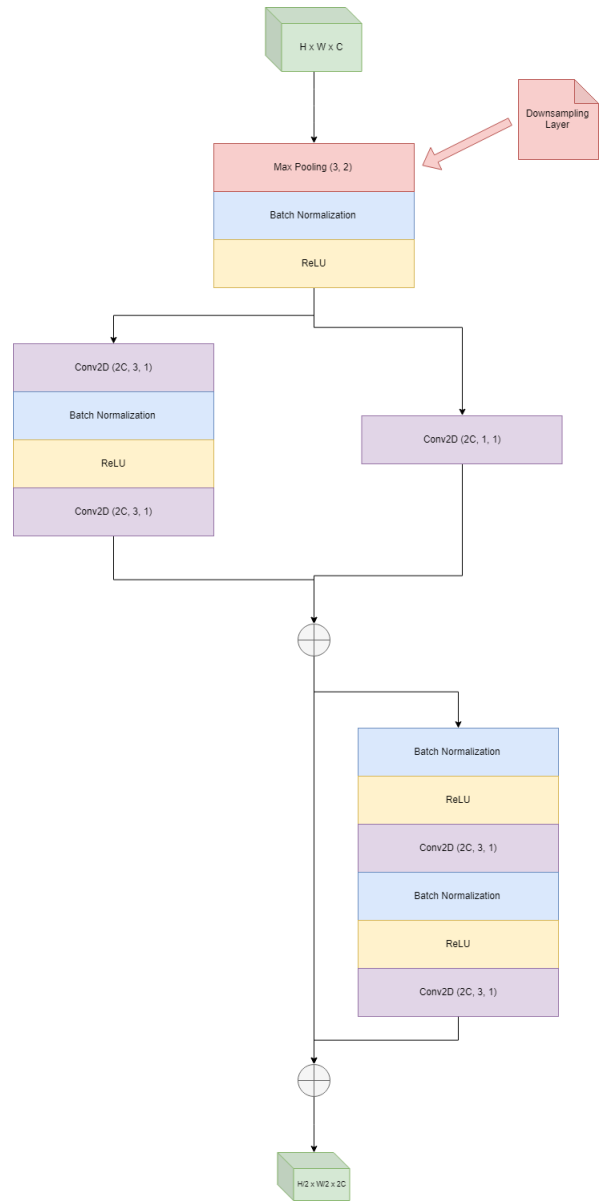 H x W x C
Downsampling
Layer
Max Pooling (3, 2)
Batch Normalization
ReLU
Conv2D (2C, 3, 1)
Batch Normalization
ReLU
Conv2D (2C, 3, 1)
Conv2D (2C, 1, 1)
Batch Normalization
ReLU
Conv2D (2C, 3, 1)
Batch Normalization
ReLU
Conv2D (2C, 3, 1)
H/2 x W/2 x 2C